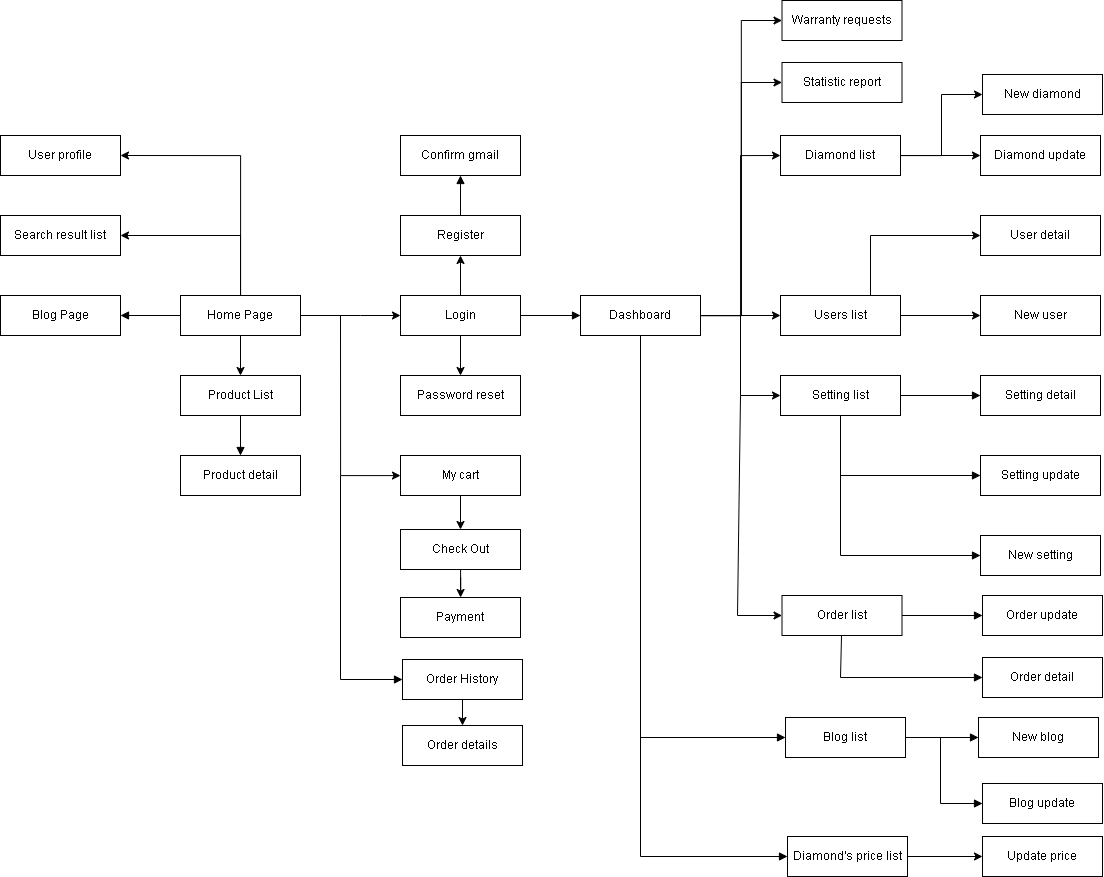 Warranty requests
Statistic report
New diamond
User profile
Confirm gmail
Diamond list
Diamond update
Search result list
Register
User detail
Blog Page
Home Page
Login
Dashboard
Users list
New user
Product List
Password reset
Setting list
Setting detail
Product detail
My cart
Setting update
Check Out
New setting
Payment
Order list
Order update
Order History
Order detail
Order details
Blog list
New blog
Blog update
Diamond's price list
Update price